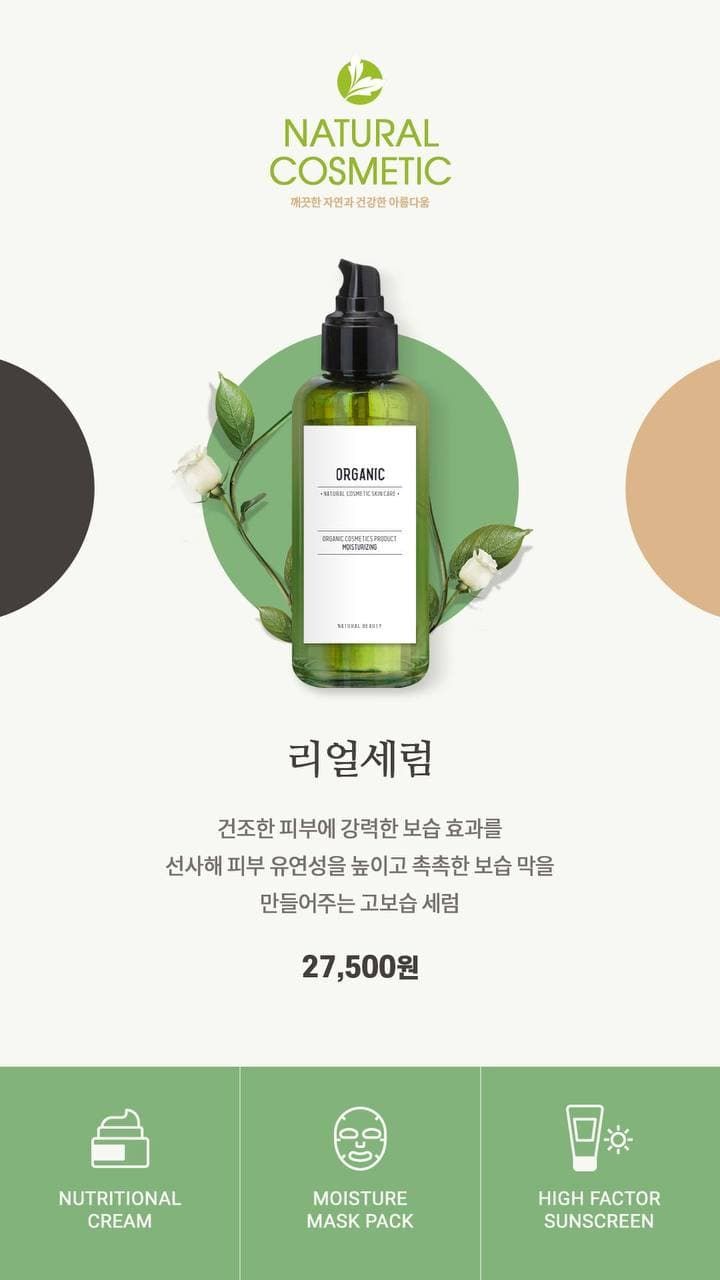 NATURAL
COSMETIC
깨끗한 자연과 건강한 아름다움
ORGANIC
• NATURAL COSMETIC SKIN CARE •
ORGANIC COSMETICS PRODUCT
MOISTURIZING
NATURAL BEAUTY
리얼세럼
건조한 피부에 강력한 보습 효과를
선사해 피부 유연성을 높이고 촉촉한 보습 막을
만들어주는 고보습 세럼
27,500원
NUTRITIONAL
CREAM
MOISTURE
MASK PACK
HIGH FACTOR
SUNSCREEN